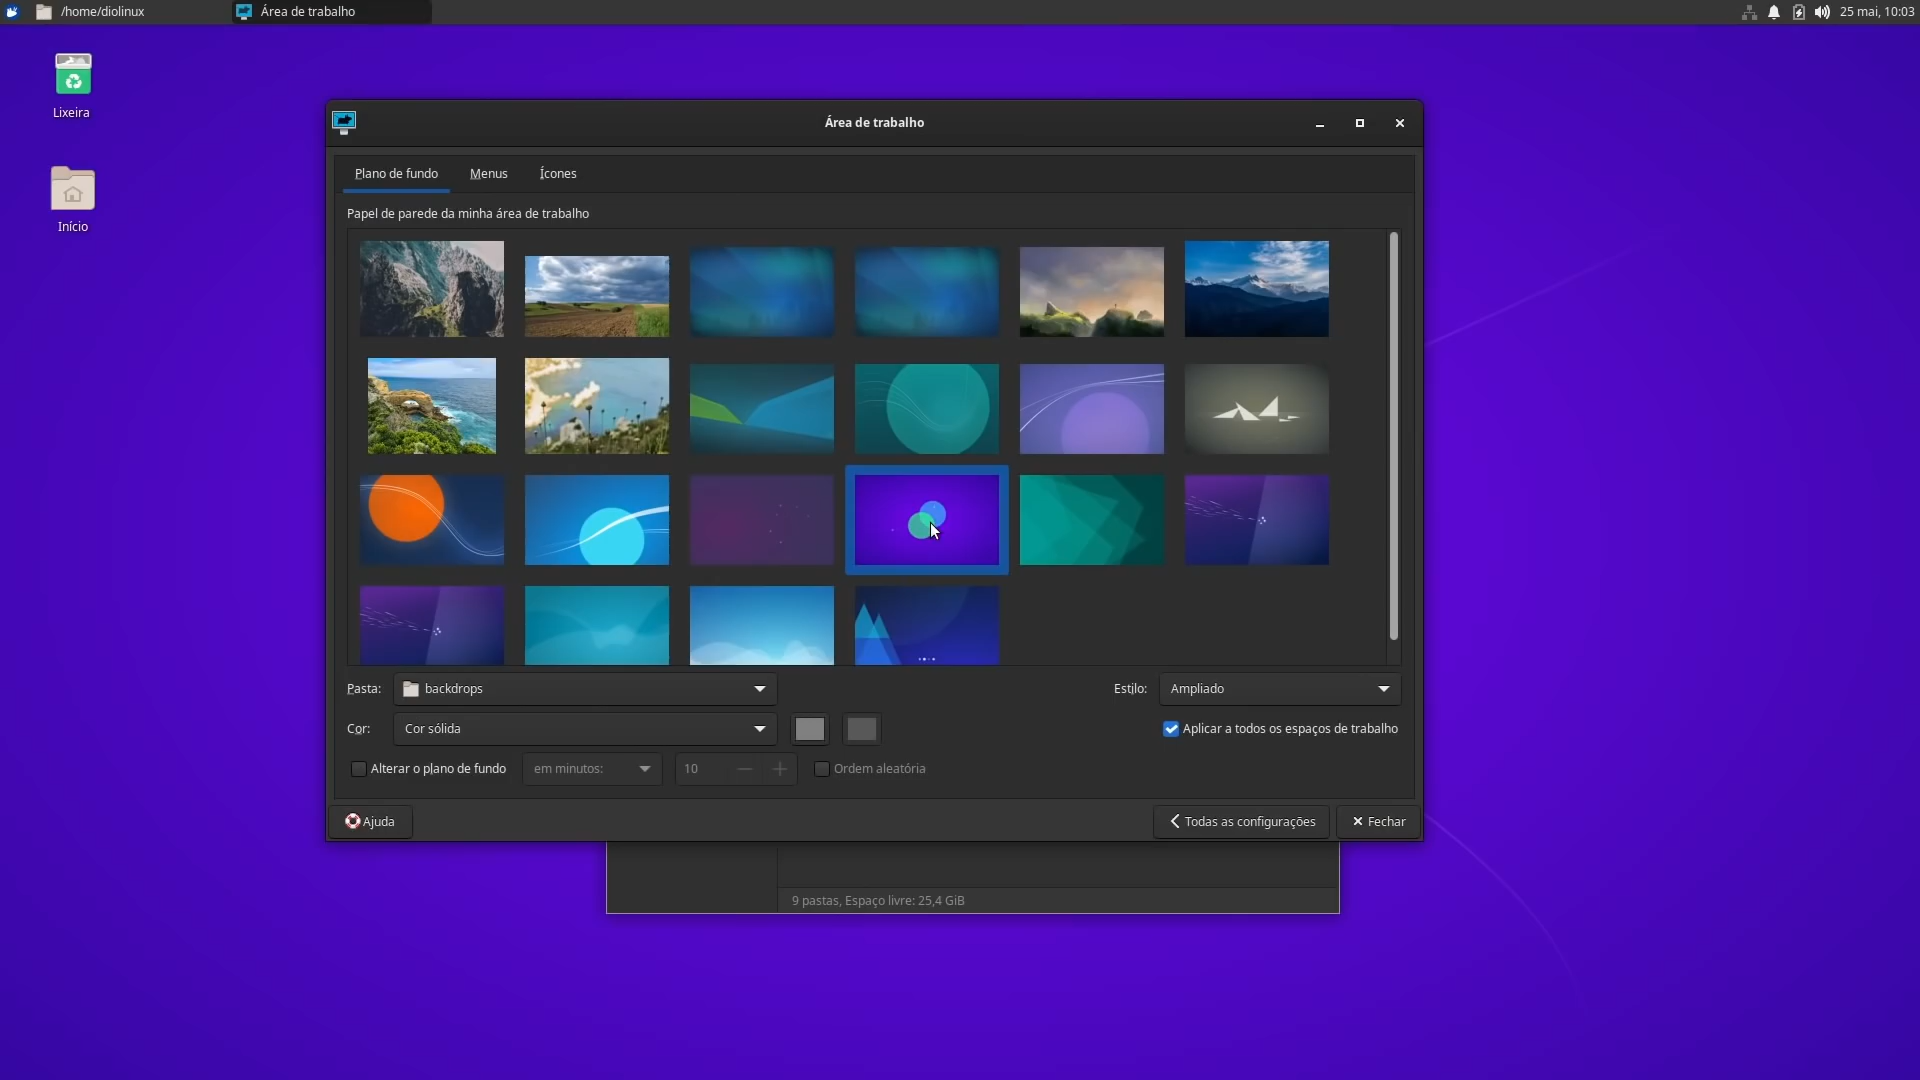 /home/diolinux
Área de trabalho
25 mai, 10:03
Lixeira
Início
Área de trabalho
Plano de fundo
Menus
Ícones
Papel de parede da minha área de trabalho
Pasta:
backdrops
Estilo:
Ampliado
Cor:
Cor sólida
Aplicar a todos os espaços de trabalho
Alterar o plano de fundo
em minutos:
10
Ordem aleatória
Ajuda
Todas as configurações
Fechar
9 pastas, Espaço livre: 25,4 GiB